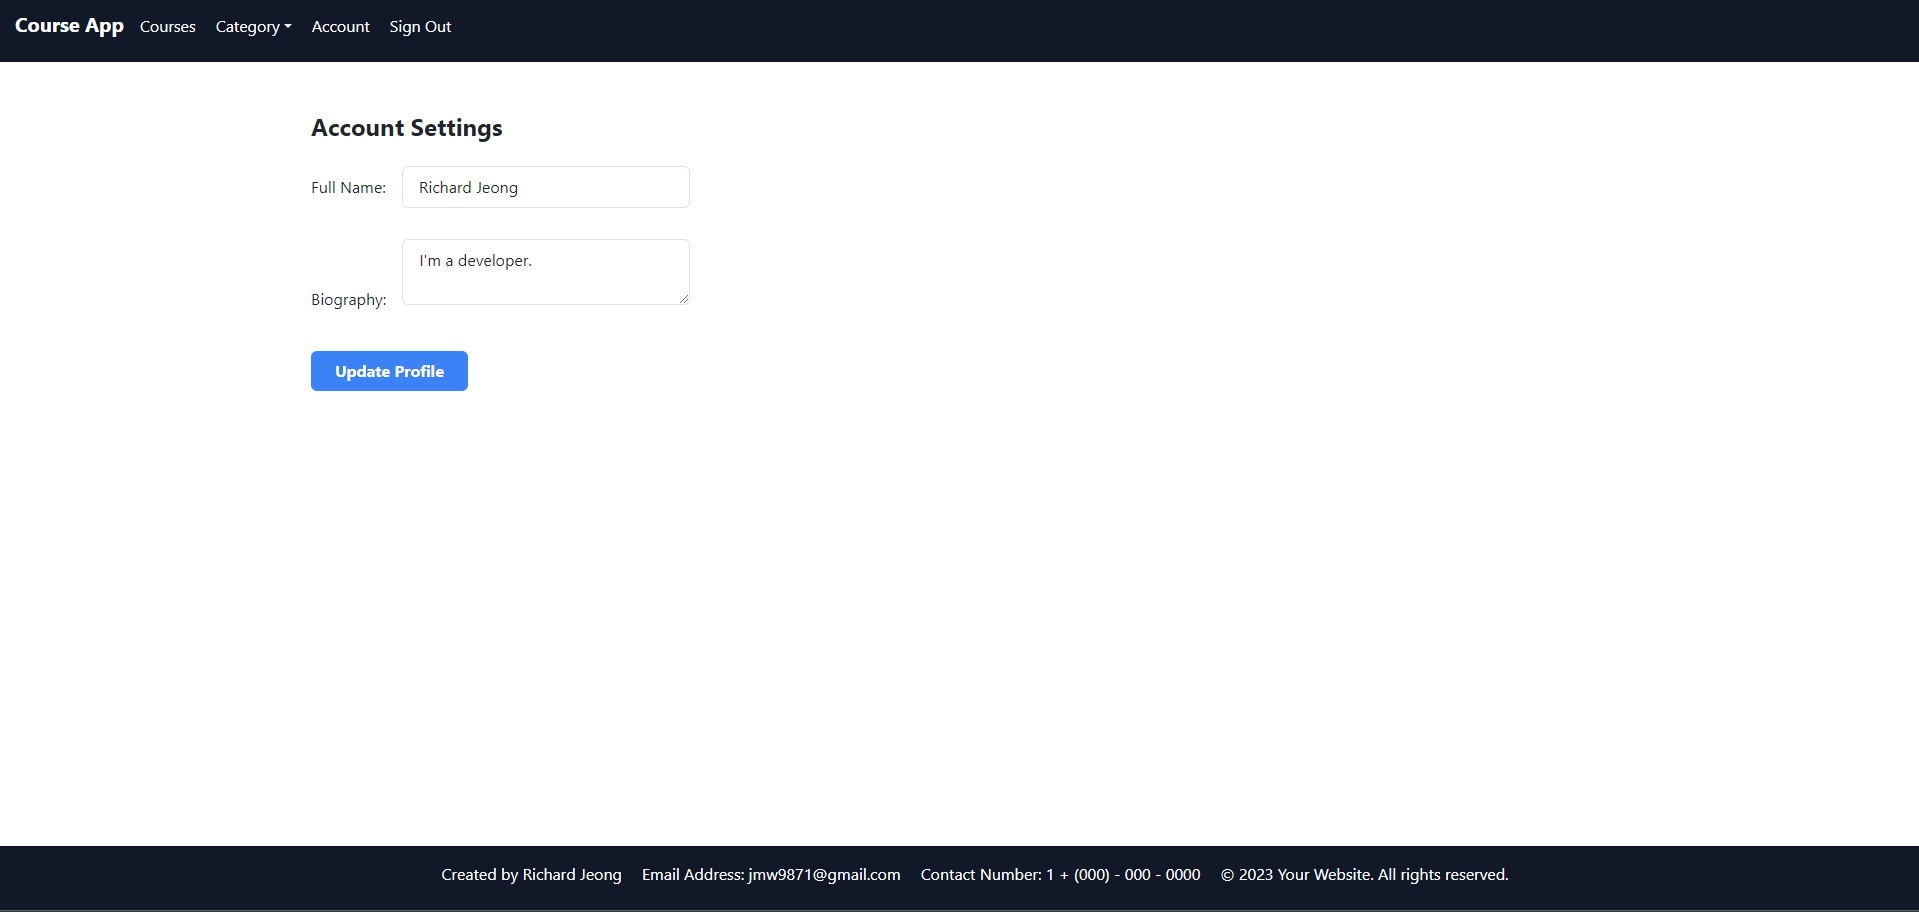 Course App Courses Category Account Sign Out
Account Settings
Full Name: Richard Jeong
I'm a developer.
Biography:
Update Profile
Created by Richard Jeong Email Address: jmw9871@gmail.com Contact Number: 1 + (000) - 000 - 0000 © 2023 Your Website. All rights reserved.